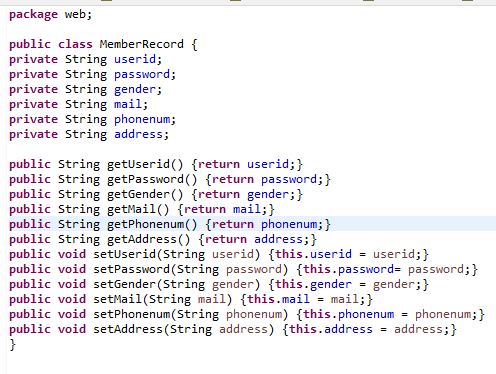 package web;
public class MemberRecord {
private String userid;
private String password;
private String gender;
private String mail;
private String phonenum;
private String address;
public String getUserid() {return userid;}
public String getPassword() {return password;}
public String getGender() {return gender;}
public String getMail() {return mail;}
public String getPhonenum() {return phonenum;}
public String getAddress() {return address;}
public void setUserid(String userid) {this.userid = userid;}
public void setPassword(String password) {this.password= password;}
public void setGender(String gender) {this.gender = gender;}
public void setMail(String mail) {this.mail = mail;}
public void setPhonenum(String phonenum) {this.phonenum = phonenum;}
public void setAddress(String address) {this.address = address;}
}